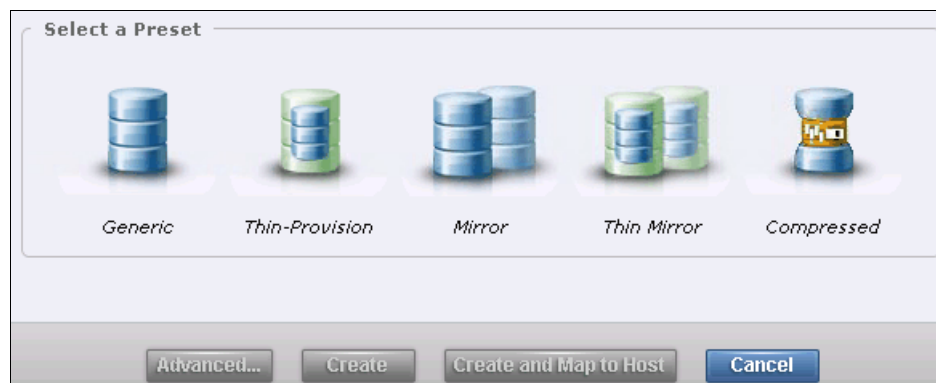 Select a Preset
Generic Thin-Provision Mirror Thin Mirror Compressed
Advanced... Create Create and Map to Host Cancel